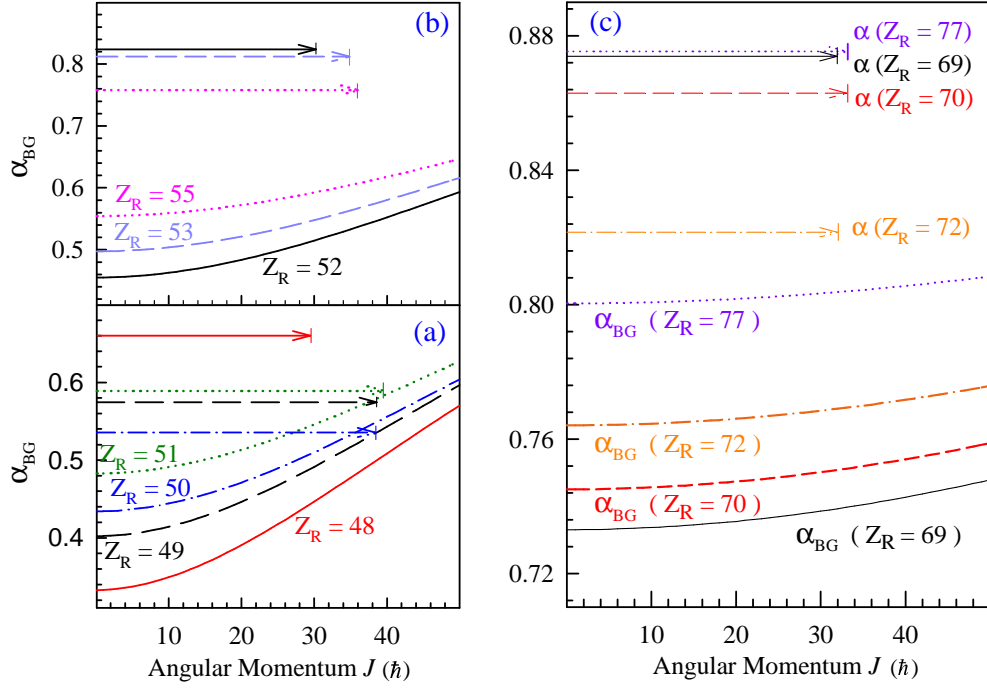 (b)
0.8
0.7
0.6
0.5
α_BG
Z_R = 55
Z_R = 53
Z_R = 52
(a)
0.6
0.5
0.4
α_BG
Z_R = 51
Z_R = 50
Z_R = 49
Z_R = 48
10 20 30 40
Angular Momentum J (ħ)
(c)
0.88
0.84
0.80
0.76
0.72
α (Z_R = 77)
α (Z_R = 69)
α (Z_R = 70)
α (Z_R = 72)
α_BG ( Z_R = 77 )
α_BG ( Z_R = 72 )
α_BG ( Z_R = 70 )
α_BG ( Z_R = 69 )
10 20 30 40
Angular Momentum J (ħ)